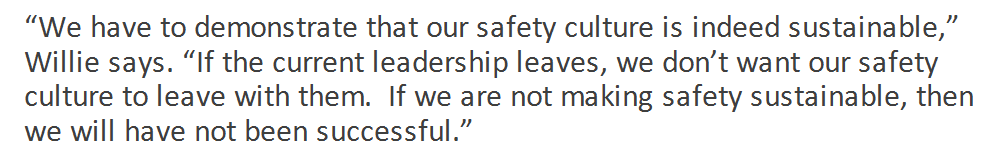 “We have to demonstrate that our safety culture is indeed sustainable,”
Willie says. “If the current leadership leaves, we don’t want our safety
culture to leave with them.  If we are not making safety sustainable, then
we will have not been successful.”